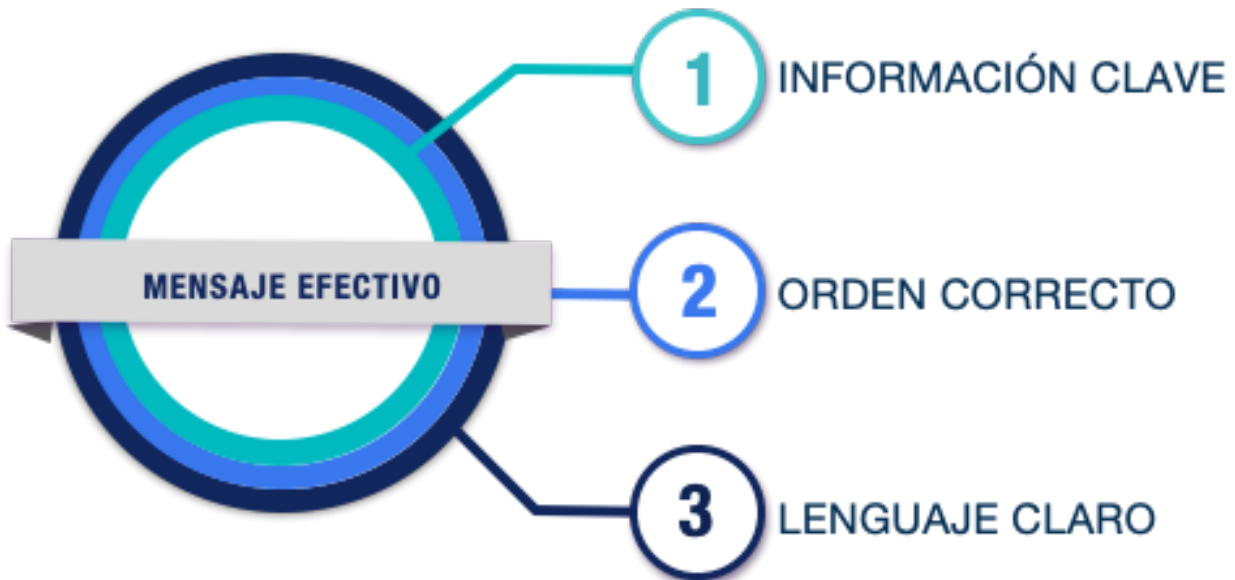 1
INFORMACIÓN CLAVE
MENSAJE EFECTIVO
2
ORDEN CORRECTO
3
LENGUAJE CLARO